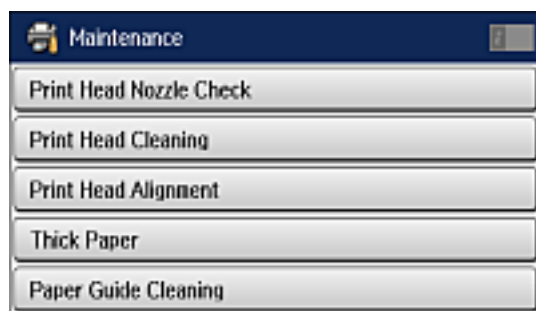 Maintenance
Print Head Nozzle Check
Print Head Cleaning
Print Head Alignment
Thick Paper
Paper Guide Cleaning